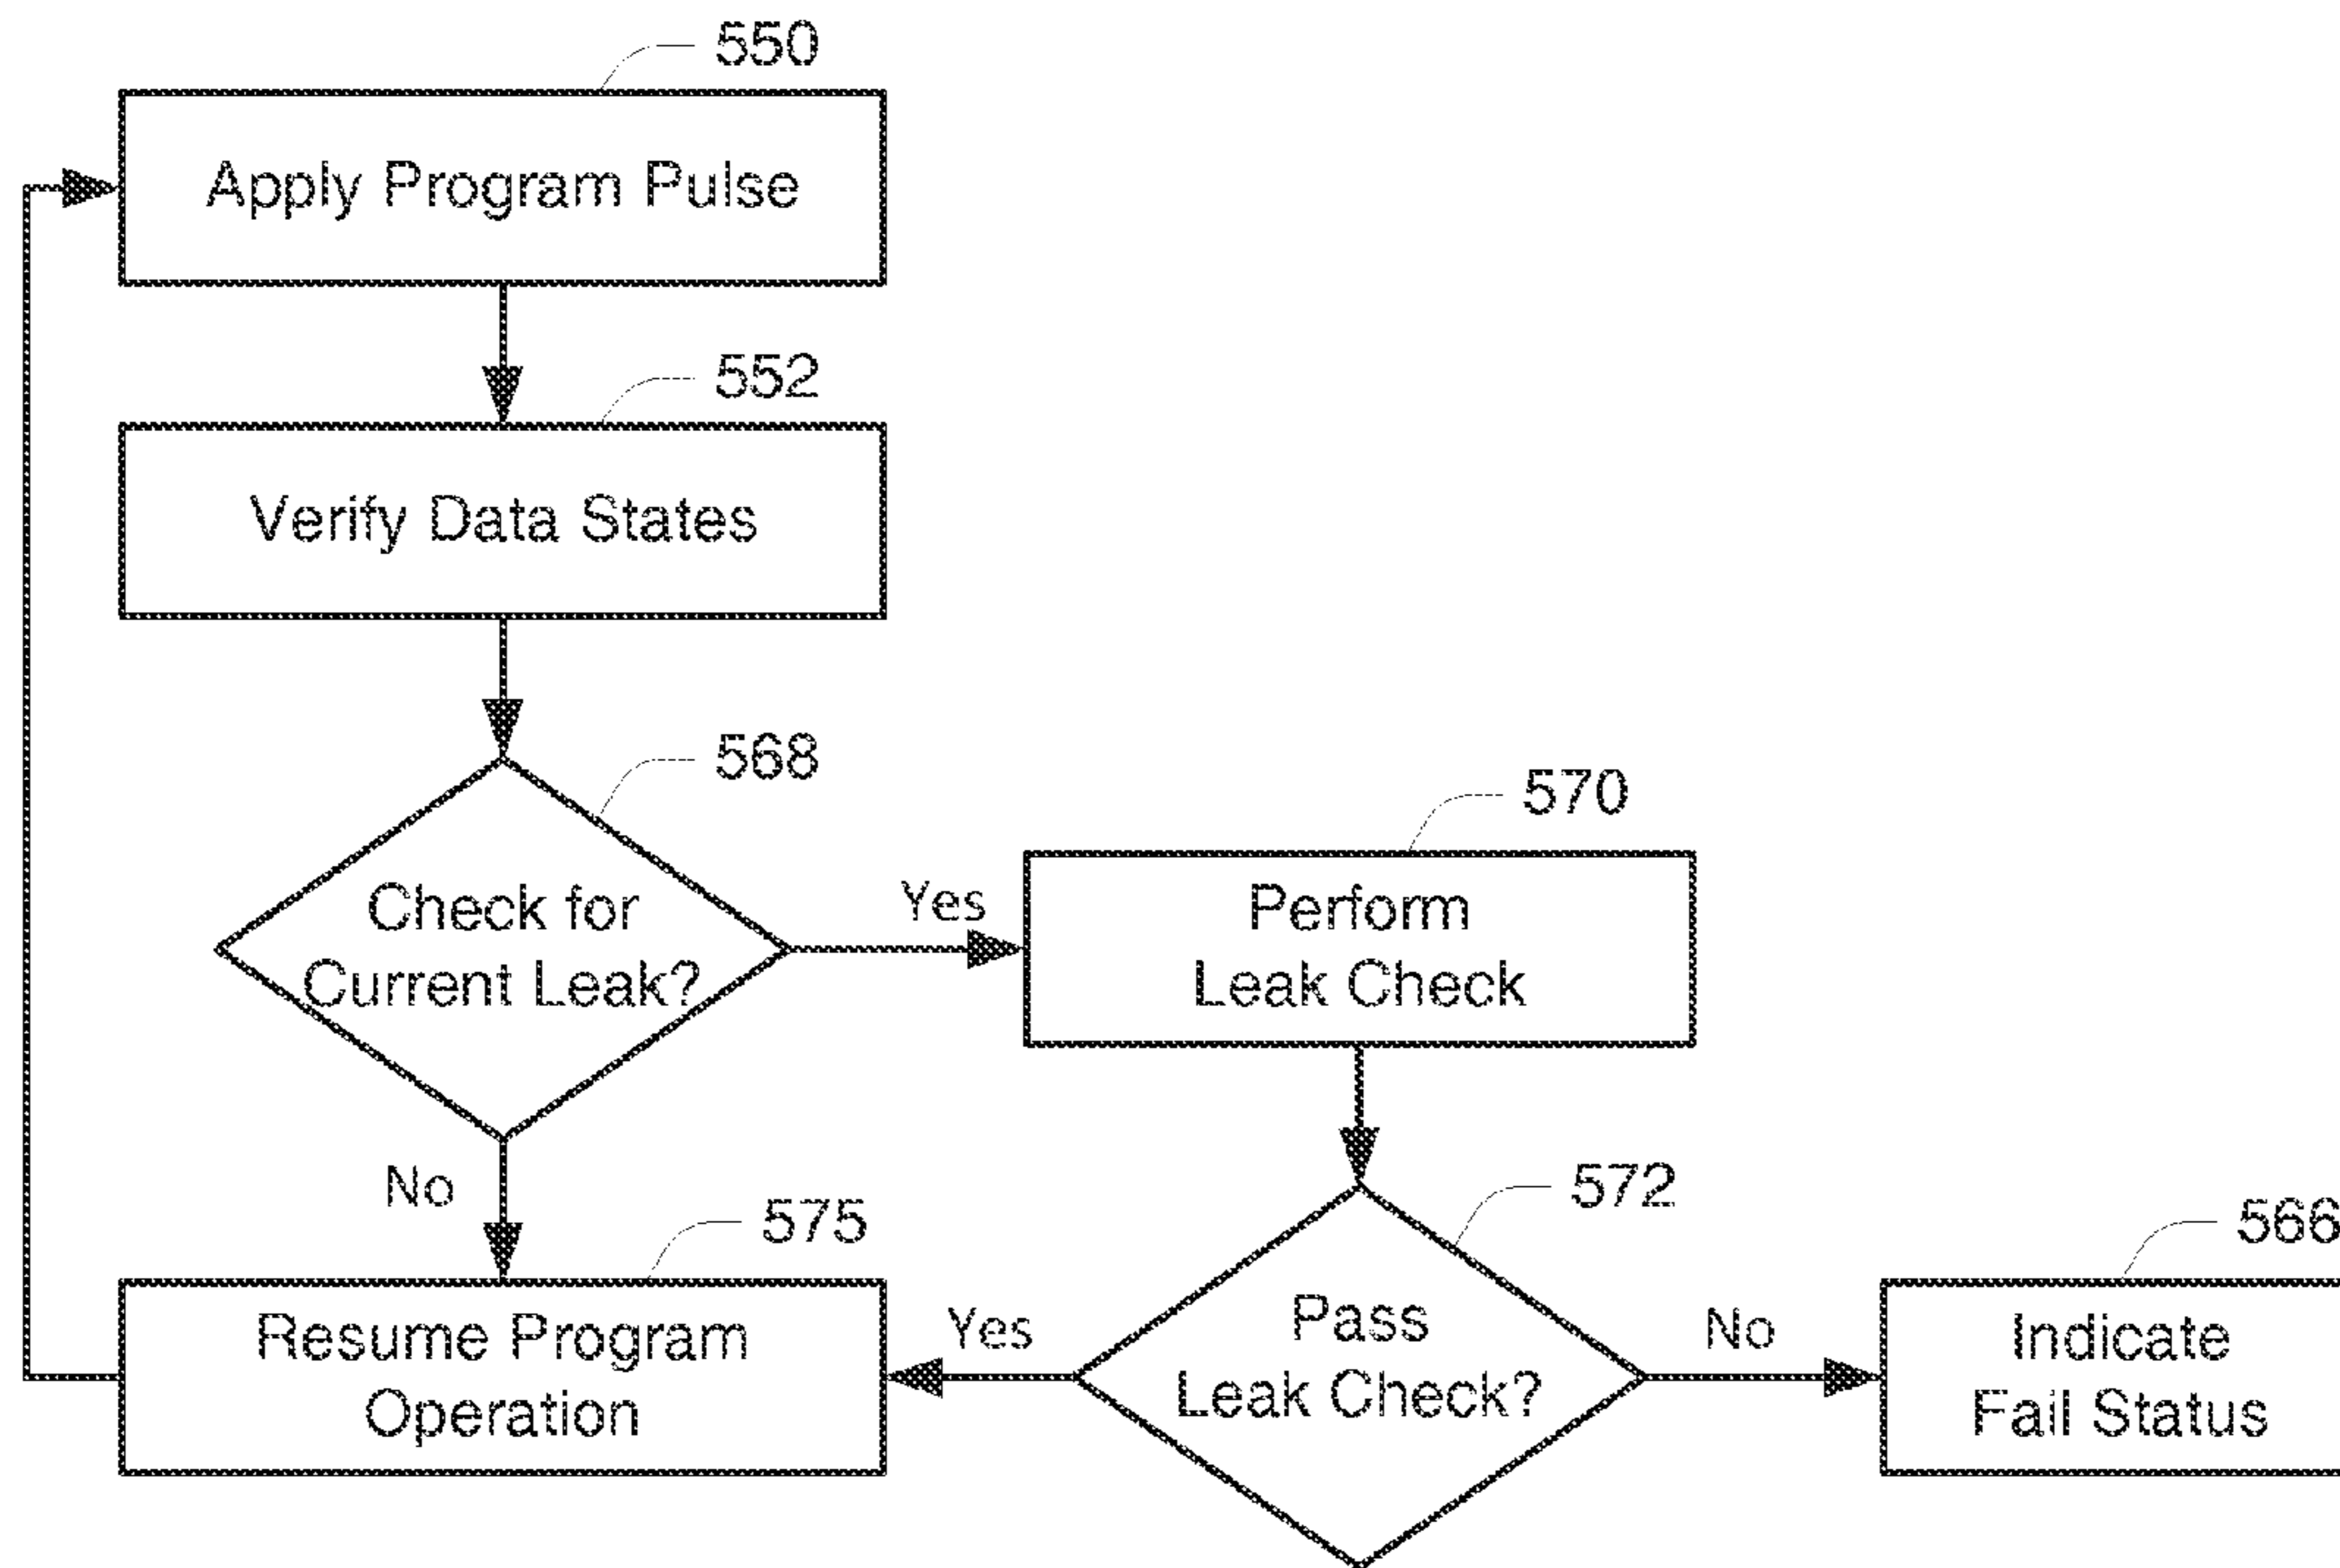 550
Apply Program Pulse
552
Verify Data States
568
Check for
Current Leak?
Yes
570
Perform
Leak Check
No
575
Resume Program
Operation
Yes
572
Pass
Leak Check?
No
566
Indicate
Fail Status